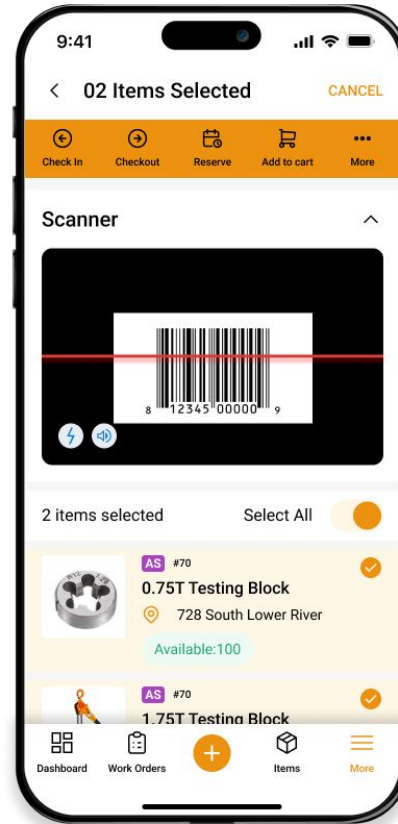 9:41
02 Items Selected CANCEL
Check In Checkout Reserve Add to cart More
Scanner
8 12345 00000 9
2 items selected Select All
AS #70
0.75T Testing Block
728 South Lower River
Available:100
AS #70
1.75T Testing Block
Dashboard Work Orders Items More